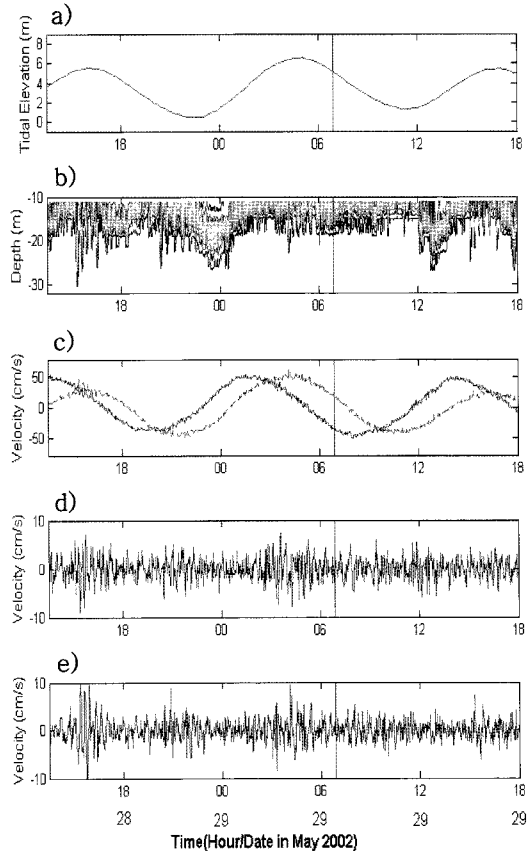 a)
Tidal Elevation (m)
8
6
4
2
0
18 00 06 12 18
b)
Depth (m)
-10
-20
-30
18 00 06 12 18
c)
Velocity (cm/s)
50
0
-50
18 00 06 12 18
d)
Velocity (cm/s)
10
0
-10
18 00 06 12 18
e)
Velocity (cm/s)
10
0
-10
18 00 06 12 18
28 29 29 29 29
Time(Hour/Date in May 2002)